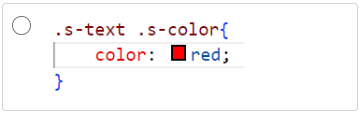 .s-text .s-color{
color: red;
}